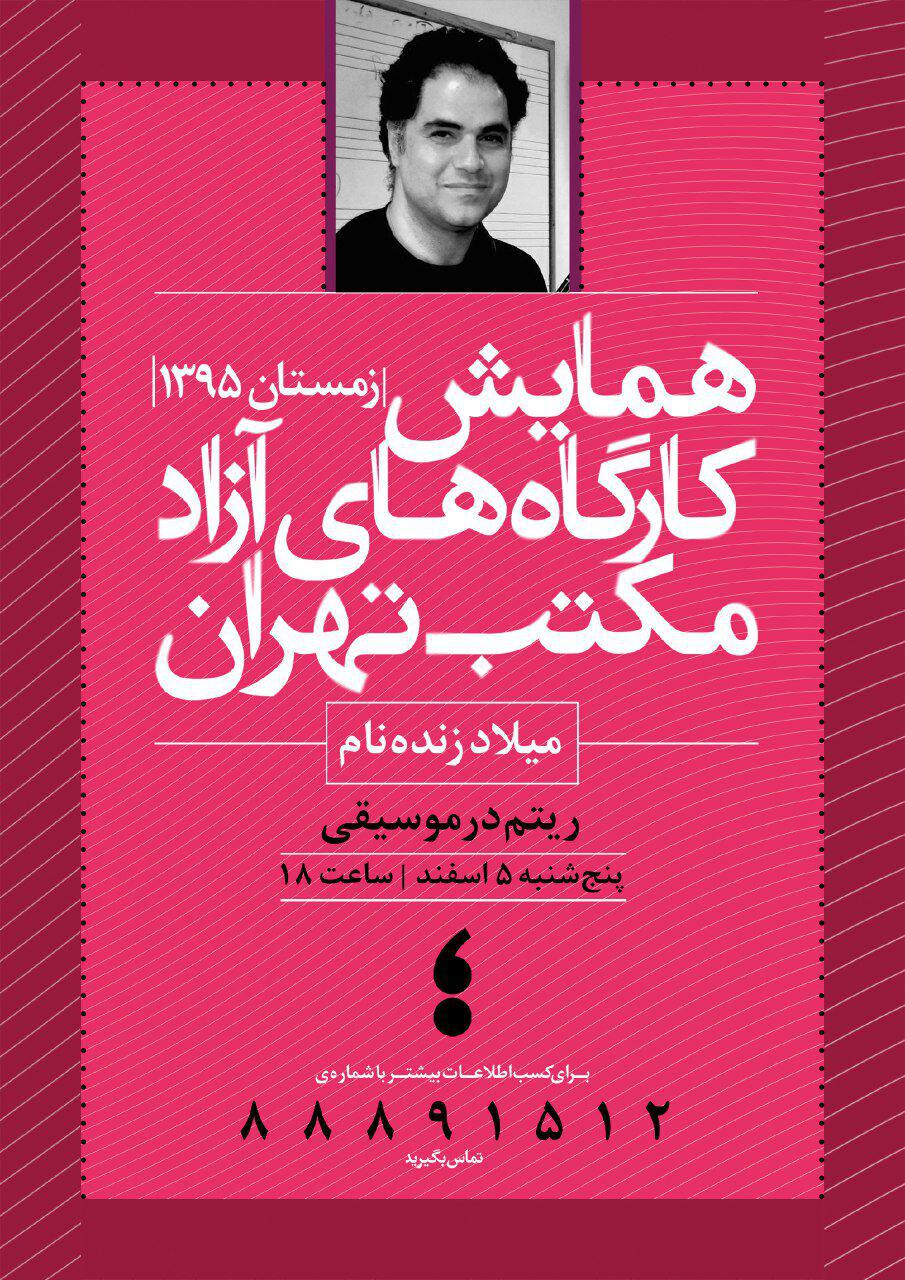 همایش |زمستان ۱۳۹۵|
کارگاه‌های آزاد
مکتب تهران
میلاد زنده نام
ریتم در موسیقی
پنج‌شنبه ۵ اسفند | ساعت ۱۸
برای کسب اطلاعات بیشتر با شماره‌ی
۸۸۸۹۱۵۱۲
تماس بگیرید